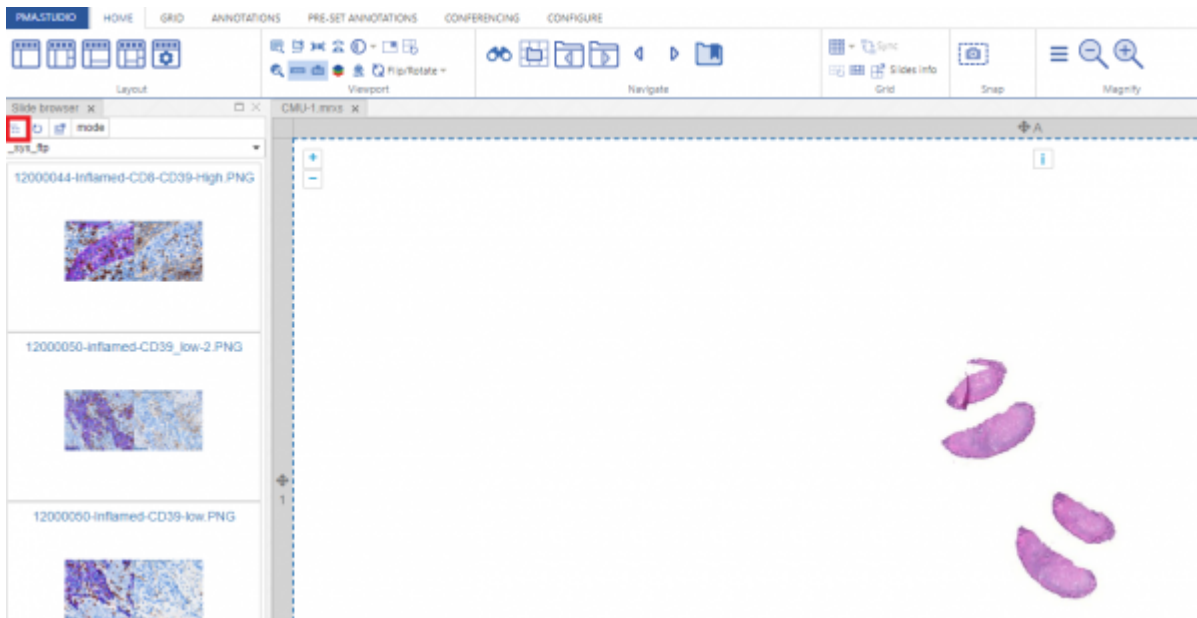 PMA.STUDIO HOME GRID ANNOTATIONS PRE-SET ANNOTATIONS CONFERENCING CONFIGURE
Flip/Rotate
Sync
Slides info
Layout Viewport Navigate Grid Snap Magnify
Slide browser x CMU-1.mrxs x
mode
A
_sys_ftp
+
i
12000044-Inflamed-CD8-CD39-High.PNG
−
12000050-inflamed-CD39_low-2.PNG
1
12000050-Inflamed-CD39-low.PNG